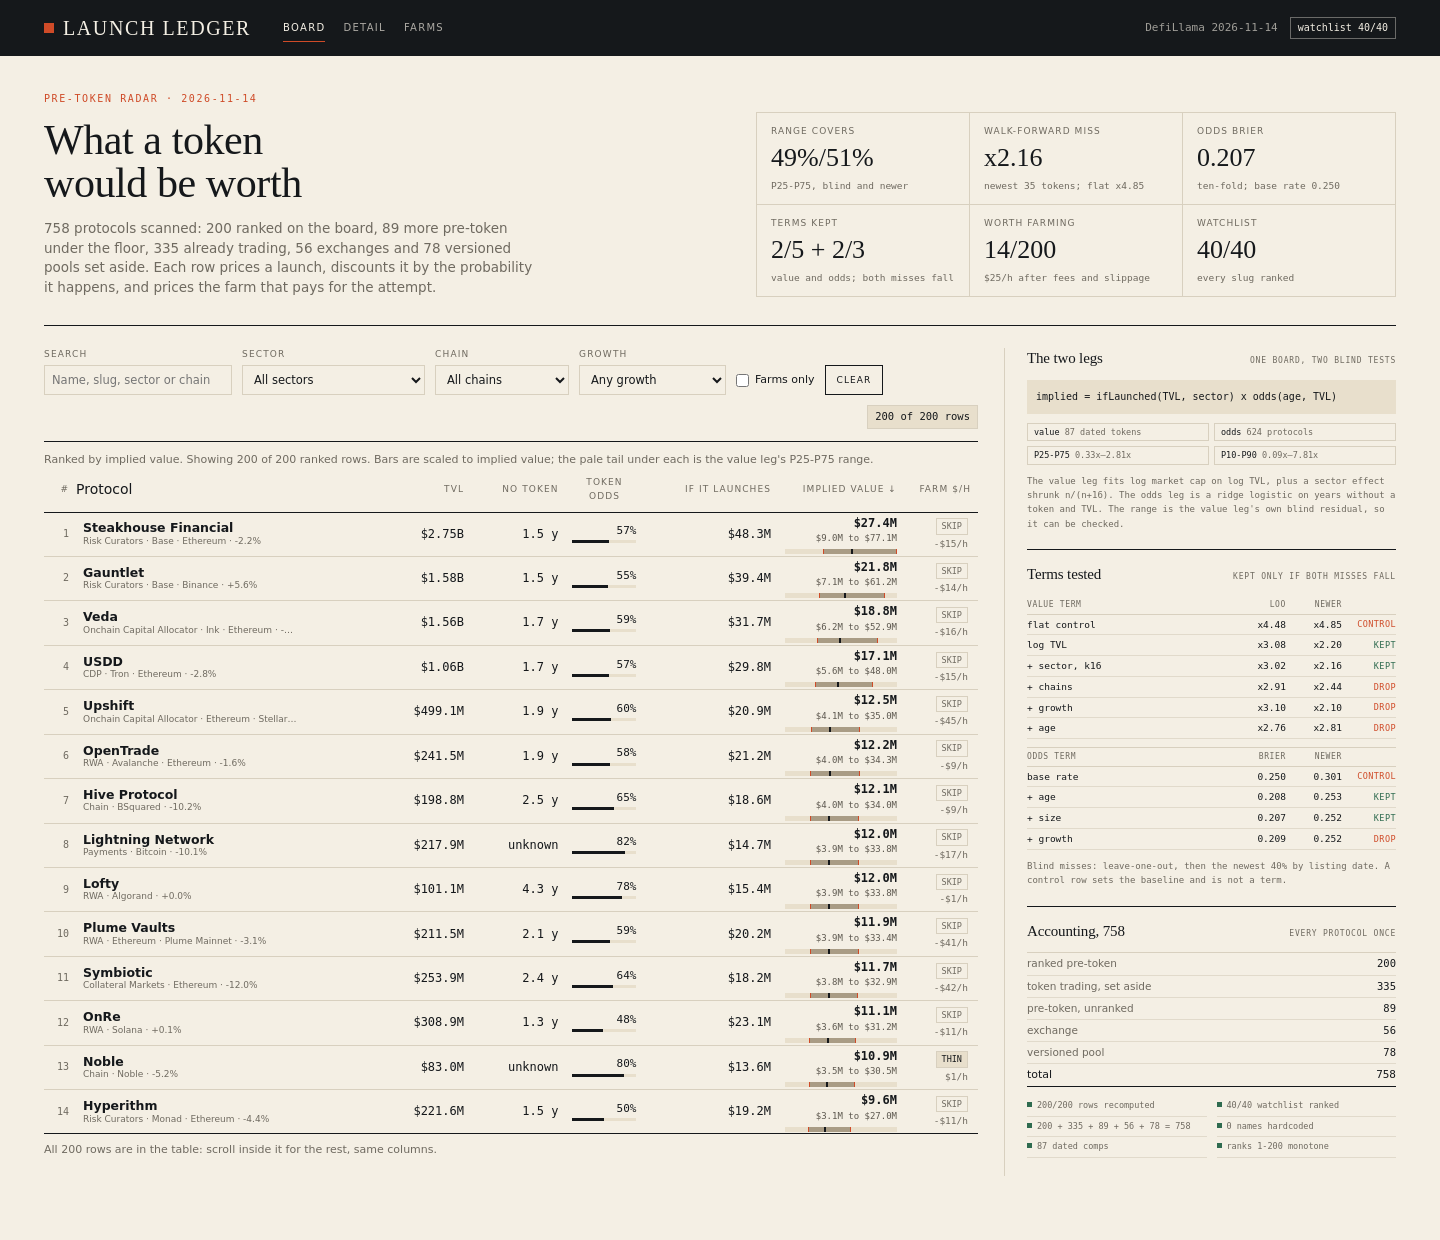 LAUNCH LEDGER BOARD DETAIL FARMS DefiLlama 2026-11-14 watchlist 40/40
PRE-TOKEN RADAR · 2026-11-14
What a token
would be worth
758 protocols scanned: 200 ranked on the board, 89 more pre-token
under the floor, 335 already trading, 56 exchanges and 78 versioned
pools set aside. Each row prices a launch, discounts it by the probability
it happens, and prices the farm that pays for the attempt.
RANGE COVERS
49%/51%
P25-P75, blind and newer
WALK-FORWARD MISS
x2.16
newest 35 tokens; flat x4.85
ODDS BRIER
0.207
ten-fold; base rate 0.250
TERMS KEPT
2/5 + 2/3
value and odds; both misses fall
WORTH FARMING
14/200
$25/h after fees and slippage
WATCHLIST
40/40
every slug ranked
SEARCH SECTOR CHAIN GROWTH
Name, slug, sector or chain All sectors All chains Any growth Farms only CLEAR
200 of 200 rows
Ranked by implied value. Showing 200 of 200 ranked rows. Bars are scaled to implied value; the pale tail under each is the value leg's P25-P75 range.
# Protocol TVL NO TOKEN TOKEN ODDS IF IT LAUNCHES IMPLIED VALUE ↓ FARM $/H
1 Steakhouse Financial $2.75B 1.5 y 57% $48.3M $27.4M SKIP
Risk Curators · Base · Ethereum · -2.2% $9.0M to $77.1M -$15/h
2 Gauntlet $1.58B 1.5 y 55% $39.4M $21.8M SKIP
Risk Curators · Base · Binance · +5.6% $7.1M to $61.2M -$14/h
3 Veda $1.56B 1.7 y 59% $31.7M $18.8M SKIP
Onchain Capital Allocator · Ink · Ethereum · -... $6.2M to $52.9M -$16/h
4 USDD $1.06B 1.7 y 57% $29.8M $17.1M SKIP
CDP · Tron · Ethereum · -2.8% $5.6M to $48.0M -$15/h
5 Upshift $499.1M 1.9 y 60% $20.9M $12.5M SKIP
Onchain Capital Allocator · Ethereum · Stellar... $4.1M to $35.0M -$45/h
6 OpenTrade $241.5M 1.9 y 58% $21.2M $12.2M SKIP
RWA · Avalanche · Ethereum · -1.6% $4.0M to $34.3M -$9/h
7 Hive Protocol $198.8M 2.5 y 65% $18.6M $12.1M SKIP
Chain · BSquared · -10.2% $4.0M to $34.0M -$9/h
8 Lightning Network $217.9M unknown 82% $14.7M $12.0M SKIP
Payments · Bitcoin · -10.1% $3.9M to $33.8M -$17/h
9 Lofty $101.1M 4.3 y 78% $15.4M $12.0M SKIP
RWA · Algorand · +0.0% $3.9M to $33.8M -$1/h
10 Plume Vaults $211.5M 2.1 y 59% $20.2M $11.9M SKIP
RWA · Ethereum · Plume Mainnet · -3.1% $3.9M to $33.4M -$41/h
11 Symbiotic $253.9M 2.4 y 64% $18.2M $11.7M SKIP
Collateral Markets · Ethereum · -12.0% $3.8M to $32.9M -$42/h
12 OnRe $308.9M 1.3 y 48% $23.1M $11.1M SKIP
RWA · Solana · +0.1% $3.6M to $31.2M -$11/h
13 Noble $83.0M unknown 80% $13.6M $10.9M THIN
Chain · Noble · -5.2% $3.5M to $30.5M $1/h
14 Hyperithm $221.6M 1.5 y 50% $19.2M $9.6M SKIP
Risk Curators · Monad · Ethereum · -4.4% $3.1M to $27.0M -$11/h
All 200 rows are in the table: scroll inside it for the rest, same columns.
The two legs ONE BOARD, TWO BLIND TESTS
implied = ifLaunched(TVL, sector) x odds(age, TVL)
value 87 dated tokens odds 624 protocols
P25-P75 0.33x–2.81x P10-P90 0.09x–7.81x
The value leg fits log market cap on log TVL, plus a sector effect
shrunk n/(n+16). The odds leg is a ridge logistic on years without a
token and TVL. The range is the value leg's own blind residual, so
it can be checked.
Terms tested KEPT ONLY IF BOTH MISSES FALL
VALUE TERM LOO NEWER
flat control x4.48 x4.85 CONTROL
log TVL x3.08 x2.20 KEPT
+ sector, k16 x3.02 x2.16 KEPT
+ chains x2.91 x2.44 DROP
+ growth x3.10 x2.10 DROP
+ age x2.76 x2.81 DROP
ODDS TERM BRIER NEWER
base rate 0.250 0.301 CONTROL
+ age 0.208 0.253 KEPT
+ size 0.207 0.252 KEPT
+ growth 0.209 0.252 DROP
Blind misses: leave-one-out, then the newest 40% by listing date. A
control row sets the baseline and is not a term.
Accounting, 758 EVERY PROTOCOL ONCE
ranked pre-token 200
token trading, set aside 335
pre-token, unranked 89
exchange 56
versioned pool 78
total 758
200/200 rows recomputed 40/40 watchlist ranked
200 + 335 + 89 + 56 + 78 = 758 0 names hardcoded
87 dated comps ranks 1-200 monotone